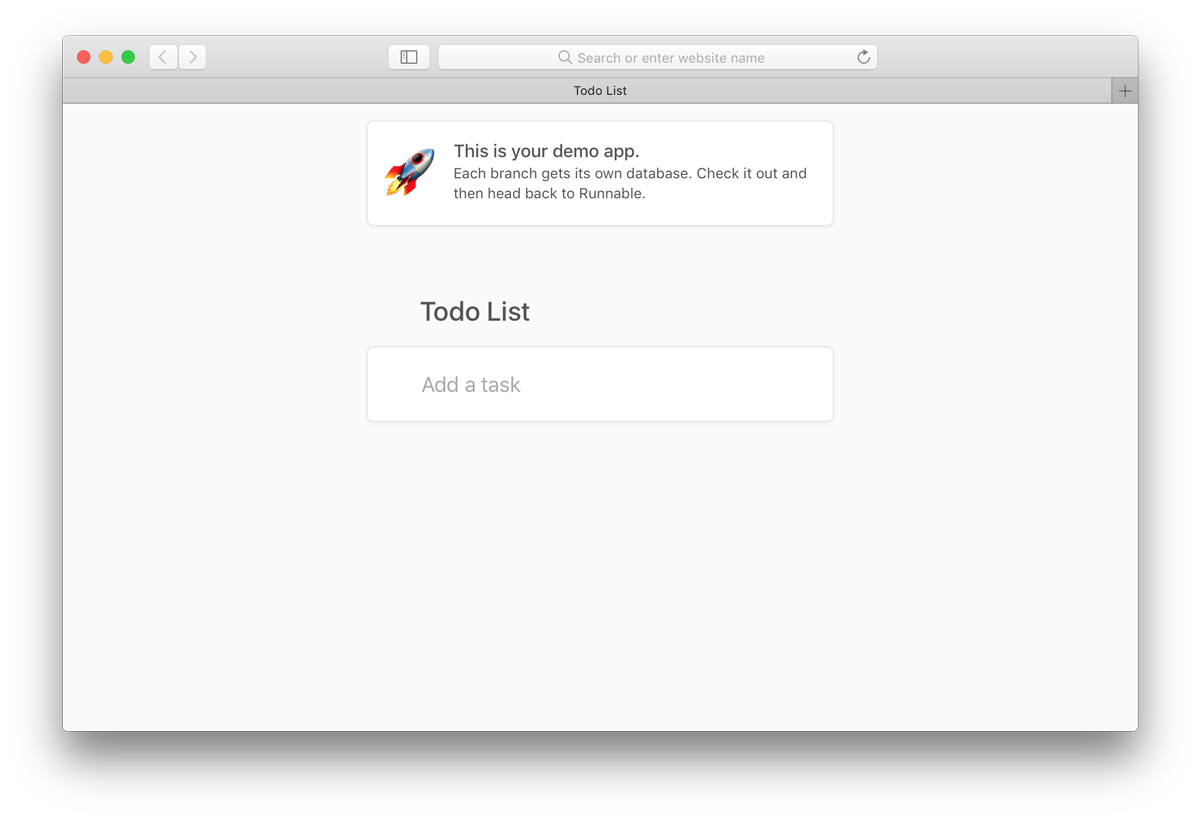 Search or enter website name
Todo List
This is your demo app.
Each branch gets its own database. Check it out and
then head back to Runnable.
Todo List
Add a task